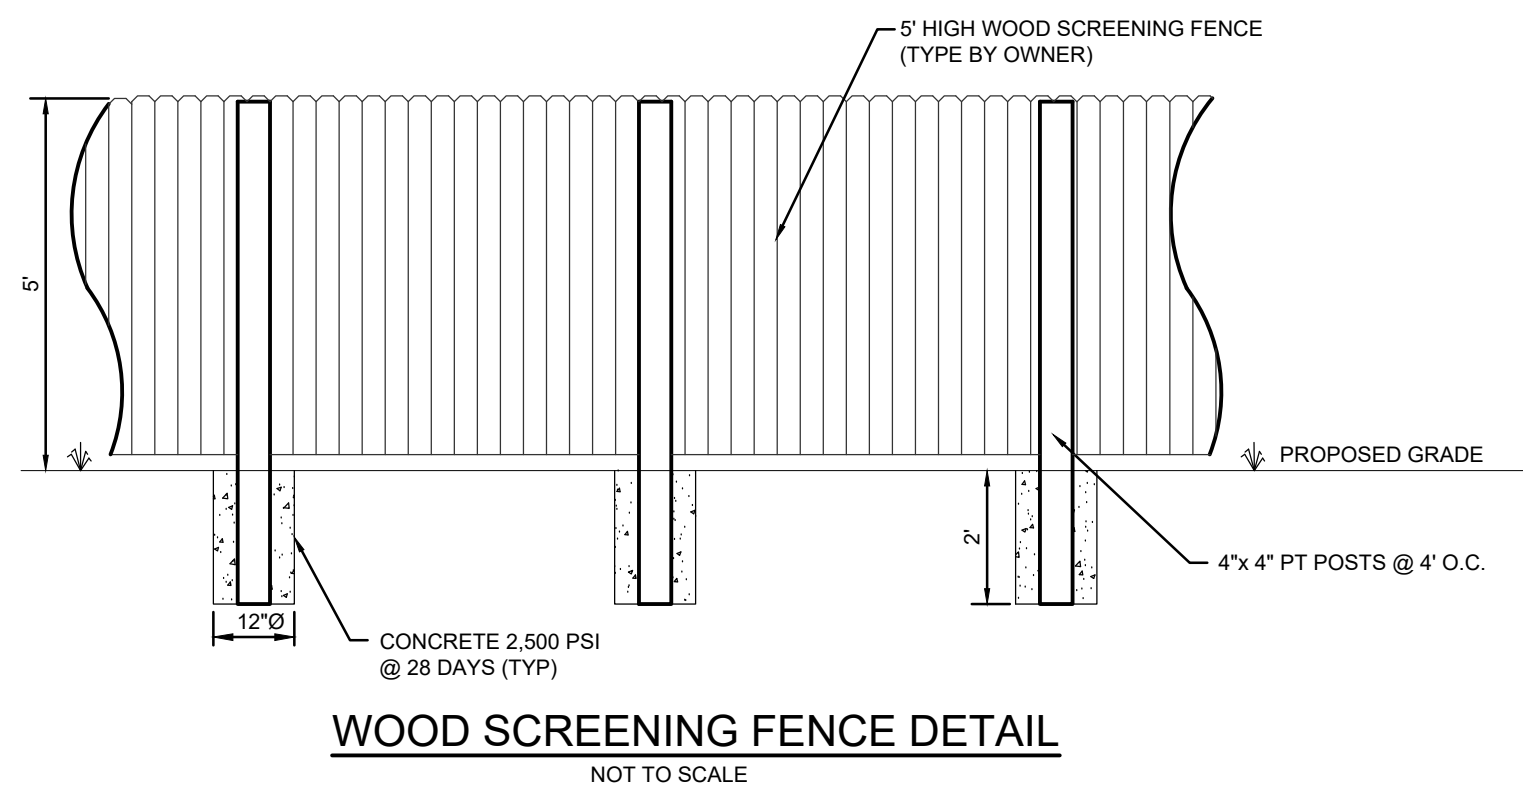 5' HIGH WOOD SCREENING FENCE
(TYPE BY OWNER)
5'
PROPOSED GRADE
2'
4"x 4" PT POSTS @ 4' O.C.
12"Ø
CONCRETE 2,500 PSI
@ 28 DAYS (TYP)
WOOD SCREENING FENCE DETAIL
NOT TO SCALE